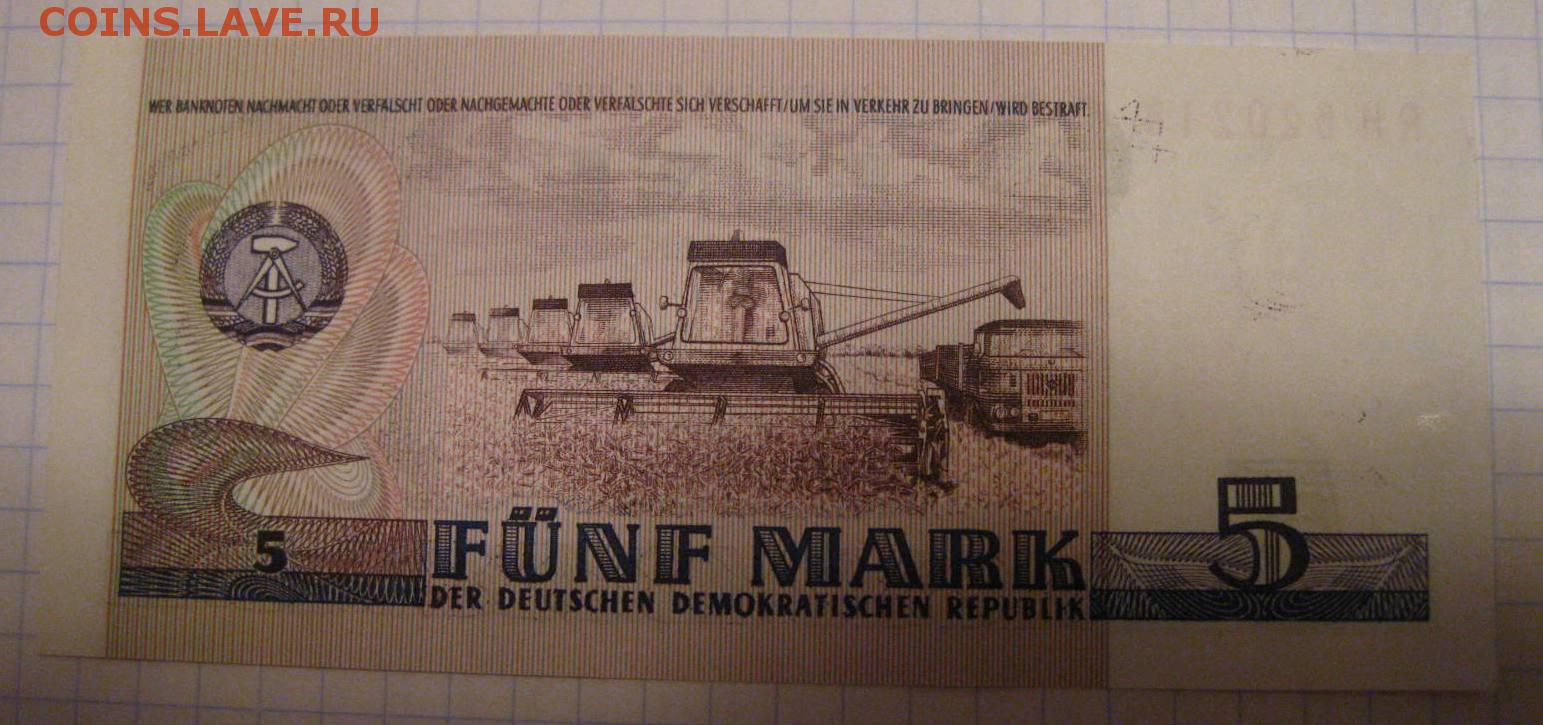 COINS.LAVE.RU
WER BANKNOTEN NACHMACHT ODER VERFÄLSCHT ODER NACHGEMACHTE ODER VERFÄLSCHTE SICH VERSCHAFFT/UM SIE IN VERKEHR ZU BRINGEN/WIRD BESTRAFT.
5
FÜNF MARK
5
DER DEUTSCHEN DEMOKRATISCHEN REPUBLIK